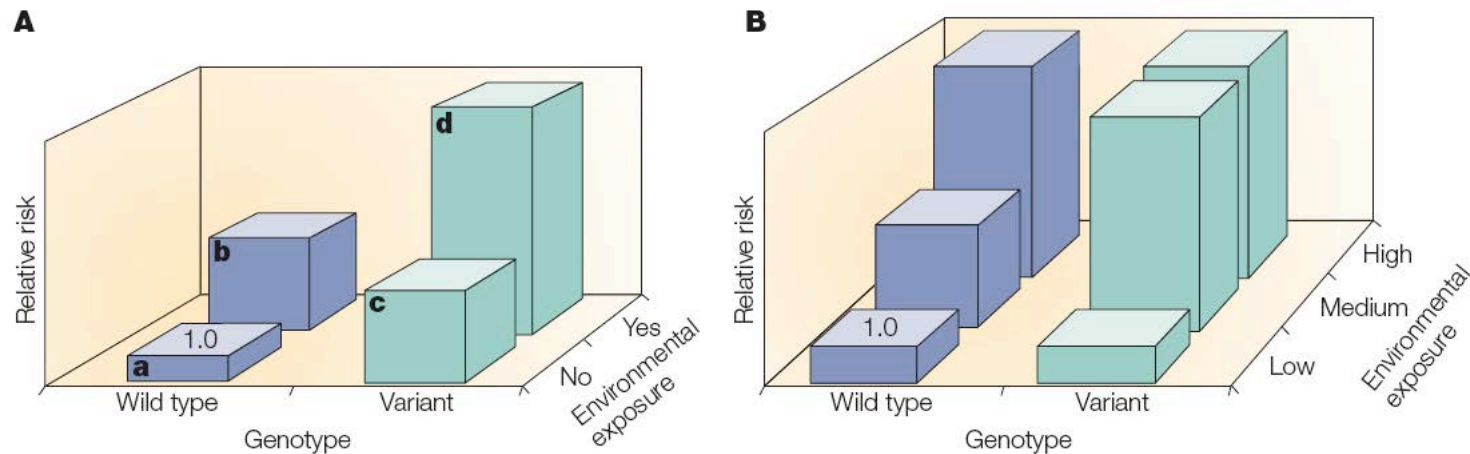 A
Relative risk
a
1.0
b
c
d
Wild type
Variant
Genotype
No
Yes
Environmental
exposure
B
Relative risk
1.0
Wild type
Variant
Genotype
Low
Medium
High
Environmental
exposure